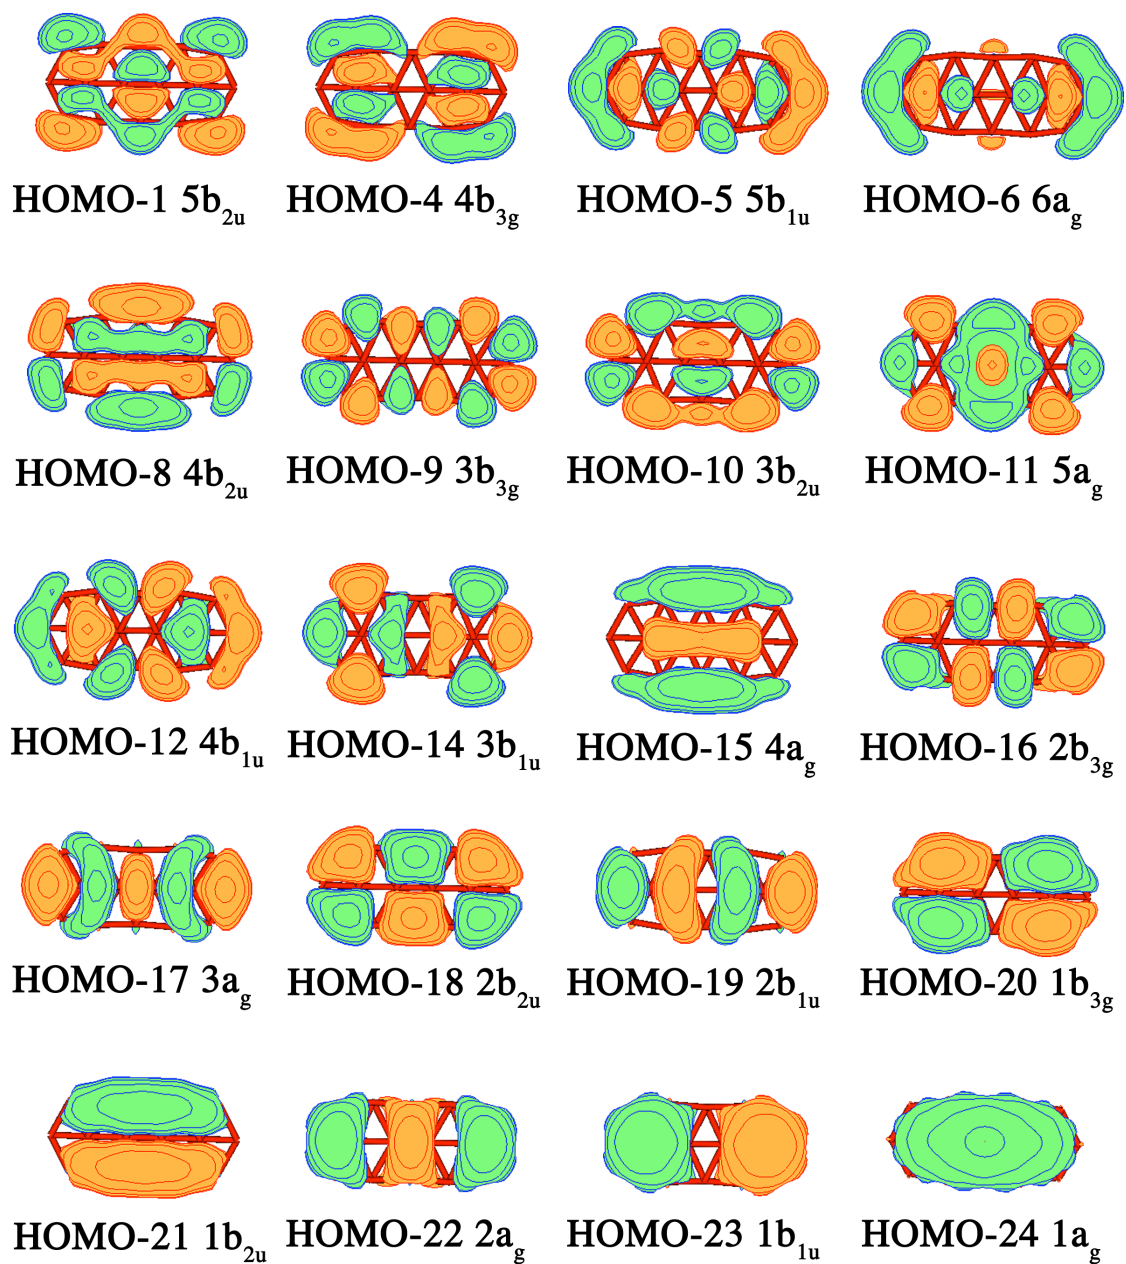 HOMO-1 5b2u HOMO-4 4b3g HOMO-5 5b1u HOMO-6 6ag
HOMO-8 4b2u HOMO-9 3b3g HOMO-10 3b2u HOMO-11 5ag
HOMO-12 4b1u HOMO-14 3b1u HOMO-15 4ag HOMO-16 2b3g
HOMO-17 3ag HOMO-18 2b2u HOMO-19 2b1u HOMO-20 1b3g
HOMO-21 1b2u HOMO-22 2ag HOMO-23 1b1u HOMO-24 1ag